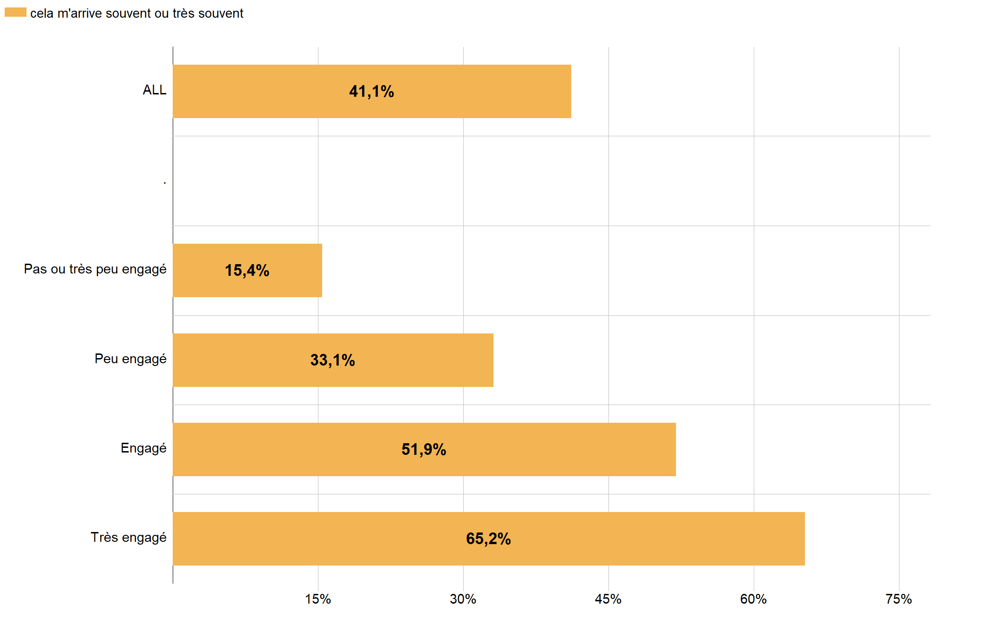 cela m'arrive souvent ou très souvent
ALL
41,1%
.
Pas ou très peu engagé
15,4%
Peu engagé
33,1%
Engagé
51,9%
Très engagé
65,2%
15% 30% 45% 60% 75%